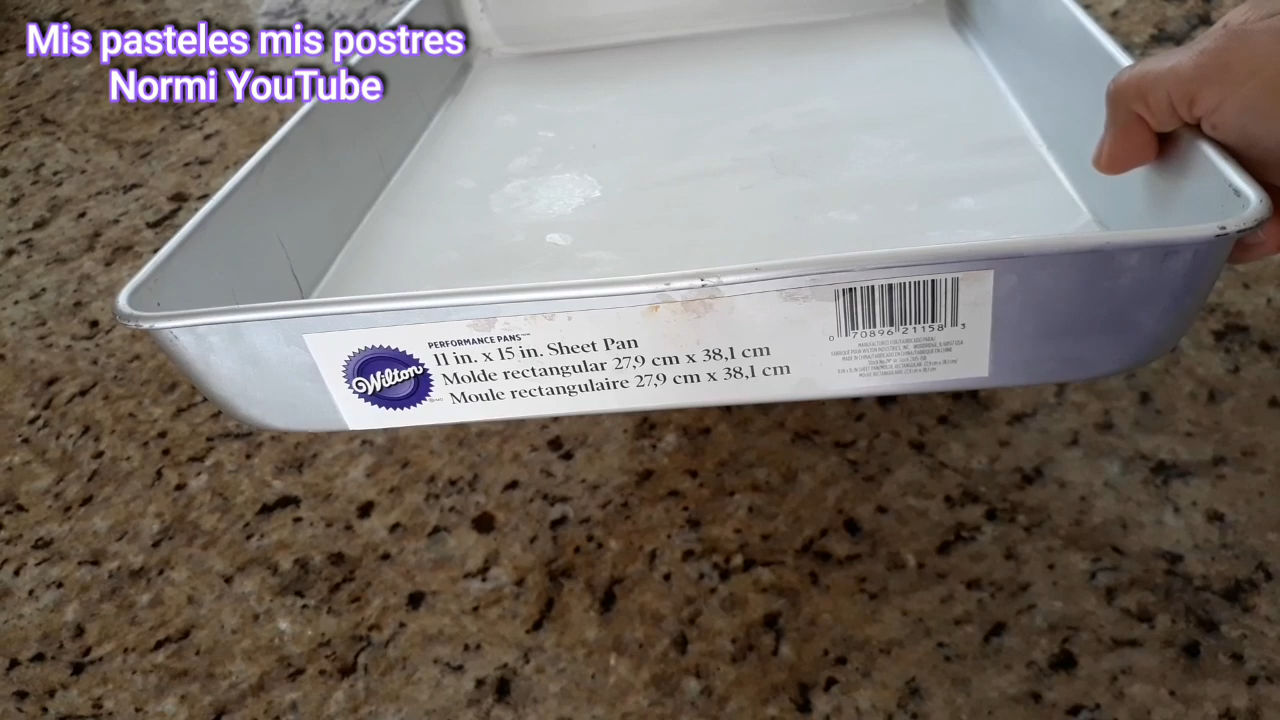 Mis pasteles mis postres
Normi YouTube
PERFORMANCE PANS™
11 in. x 15 in. Sheet Pan
Molde rectangular 27,9 cm x 38,1 cm
Moule rectangulaire 27,9 cm x 38,1 cm
Wilton
0 70896 21158 3